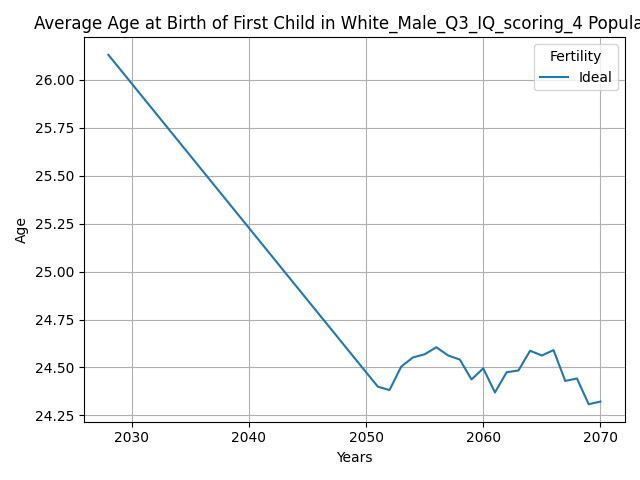 Average Age at Birth of First Child in White_Male_Q3_IQ_scoring_4 Popula
Fertility
Ideal
26.00
25.75
25.50
25.25
25.00
24.75
24.50
24.25
Age
2030 2040 2050 2060 2070
Years